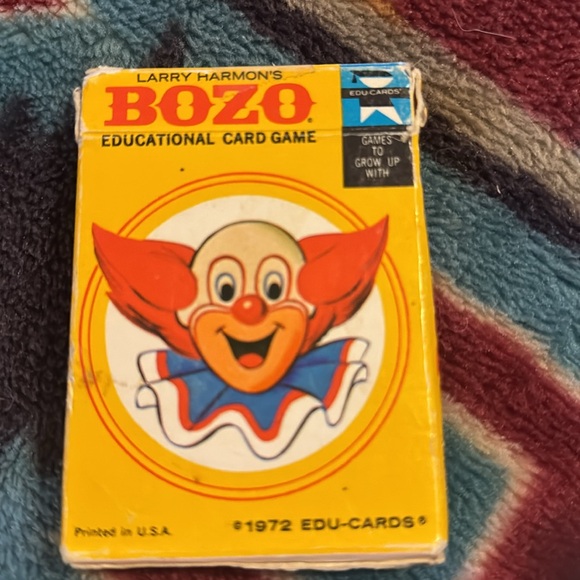 LARRY HARMON'S
BOZO®
EDUCATIONAL CARD GAME
EDU-CARDS®
GAMES
TO
GROW UP
WITH
Printed in U.S.A.
©1972 EDU-CARDS®